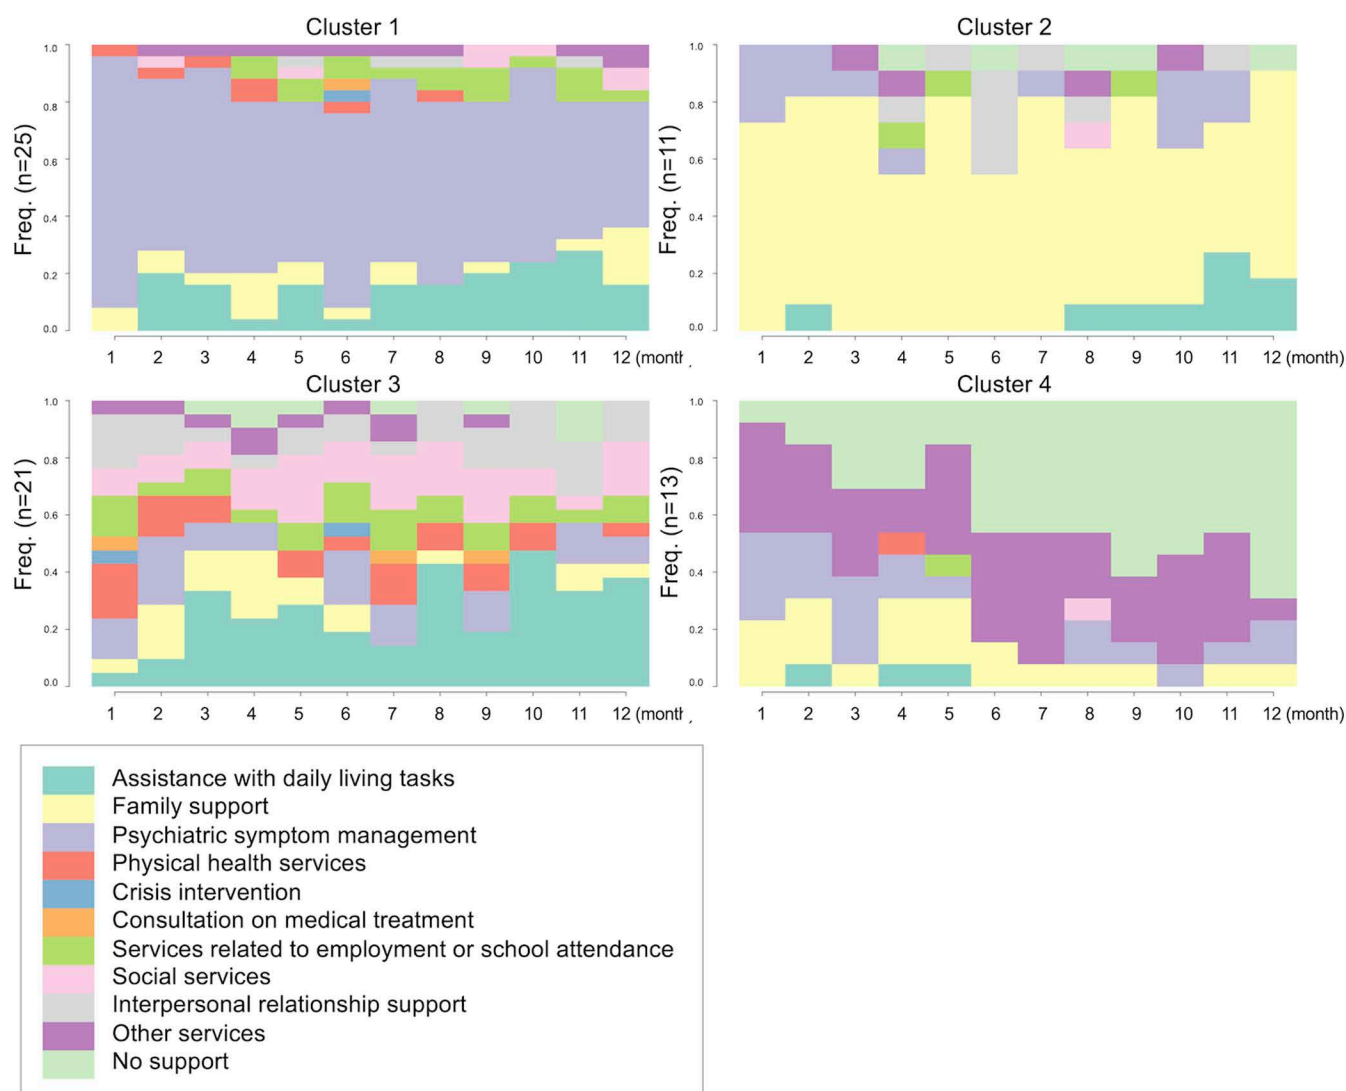 Cluster 1
Freq. (n=25)
1.0
0.8
0.6
0.4
0.2
0.0
1 2 3 4 5 6 7 8 9 10 11 12 (month)
Cluster 2
Freq. (n=11)
1.0
0.8
0.6
0.4
0.2
0.0
1 2 3 4 5 6 7 8 9 10 11 12 (month)
Cluster 3
Freq. (n=21)
1.0
0.8
0.6
0.4
0.2
0.0
1 2 3 4 5 6 7 8 9 10 11 12 (month)
Cluster 4
Freq. (n=13)
1.0
0.8
0.6
0.4
0.2
0.0
1 2 3 4 5 6 7 8 9 10 11 12 (month)
Assistance with daily living tasks
Family support
Psychiatric symptom management
Physical health services
Crisis intervention
Consultation on medical treatment
Services related to employment or school attendance
Social services
Interpersonal relationship support
Other services
No support